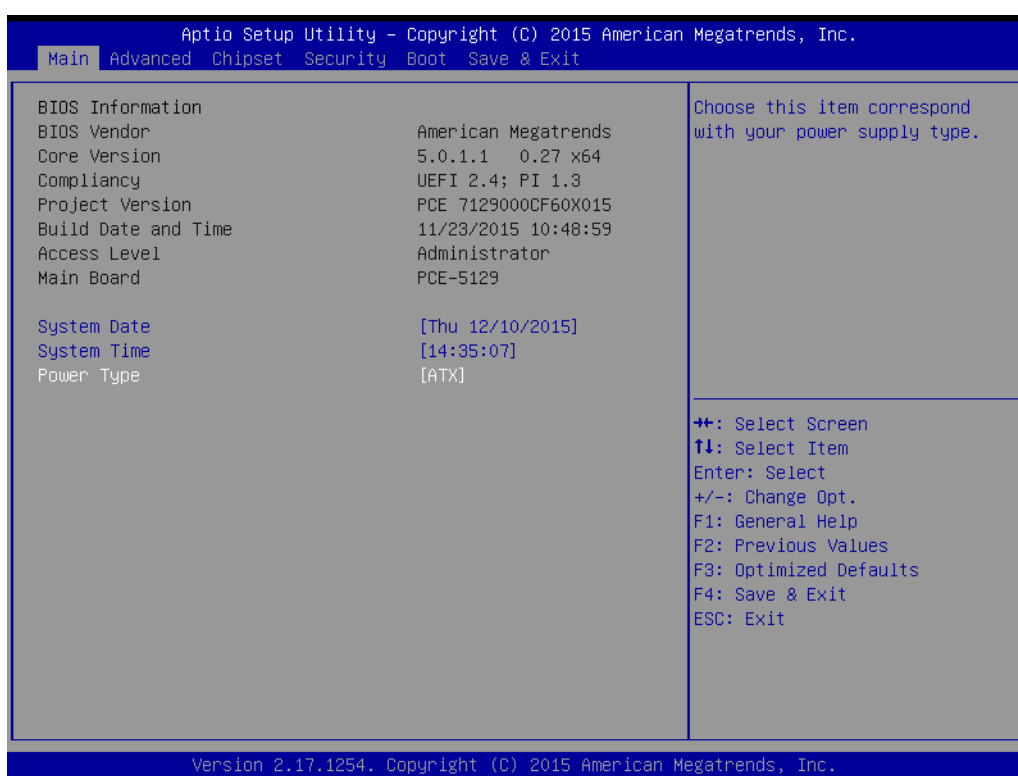 Aptio Setup Utility – Copyright (C) 2015 American Megatrends, Inc.
Main Advanced Chipset Security Boot Save & Exit
BIOS Information
BIOS Vendor American Megatrends
Core Version 5.0.1.1 0.27 x64
Compliancy UEFI 2.4; PI 1.3
Project Version PCE 7129000CF60X015
Build Date and Time 11/23/2015 10:48:59
Access Level Administrator
Main Board PCE-5129
System Date [Thu 12/10/2015]
System Time [14:35:07]
Power Type [ATX]
Choose this item correspond
with your power supply type.
→←: Select Screen
↑↓: Select Item
Enter: Select
+/-: Change Opt.
F1: General Help
F2: Previous Values
F3: Optimized Defaults
F4: Save & Exit
ESC: Exit
Version 2.17.1254. Copyright (C) 2015 American Megatrends, Inc.